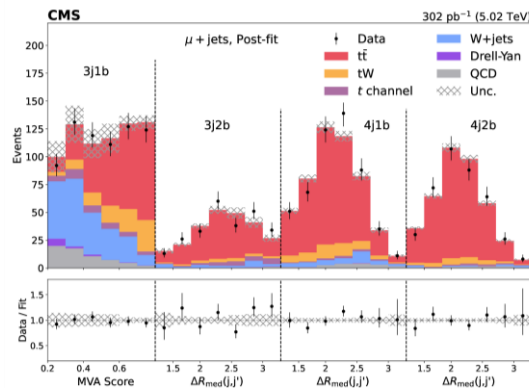 CMS 302 pb⁻¹ (5.02 TeV)
μ + jets, Post-fit
Data
tt̄
tW
t channel
W+jets
Drell-Yan
QCD
Unc.
3j1b
3j2b
4j1b
4j2b
Events
200
175
150
125
100
75
50
25
0
Data / Fit
1.5
1.0
0.5
0.2 0.4 0.6 1.5 2 2.5 3 1.5 2 2.5 3 1.5 2 2.5 3
MVA Score ΔR_med(j,j') ΔR_med(j,j') ΔR_med(j,j')